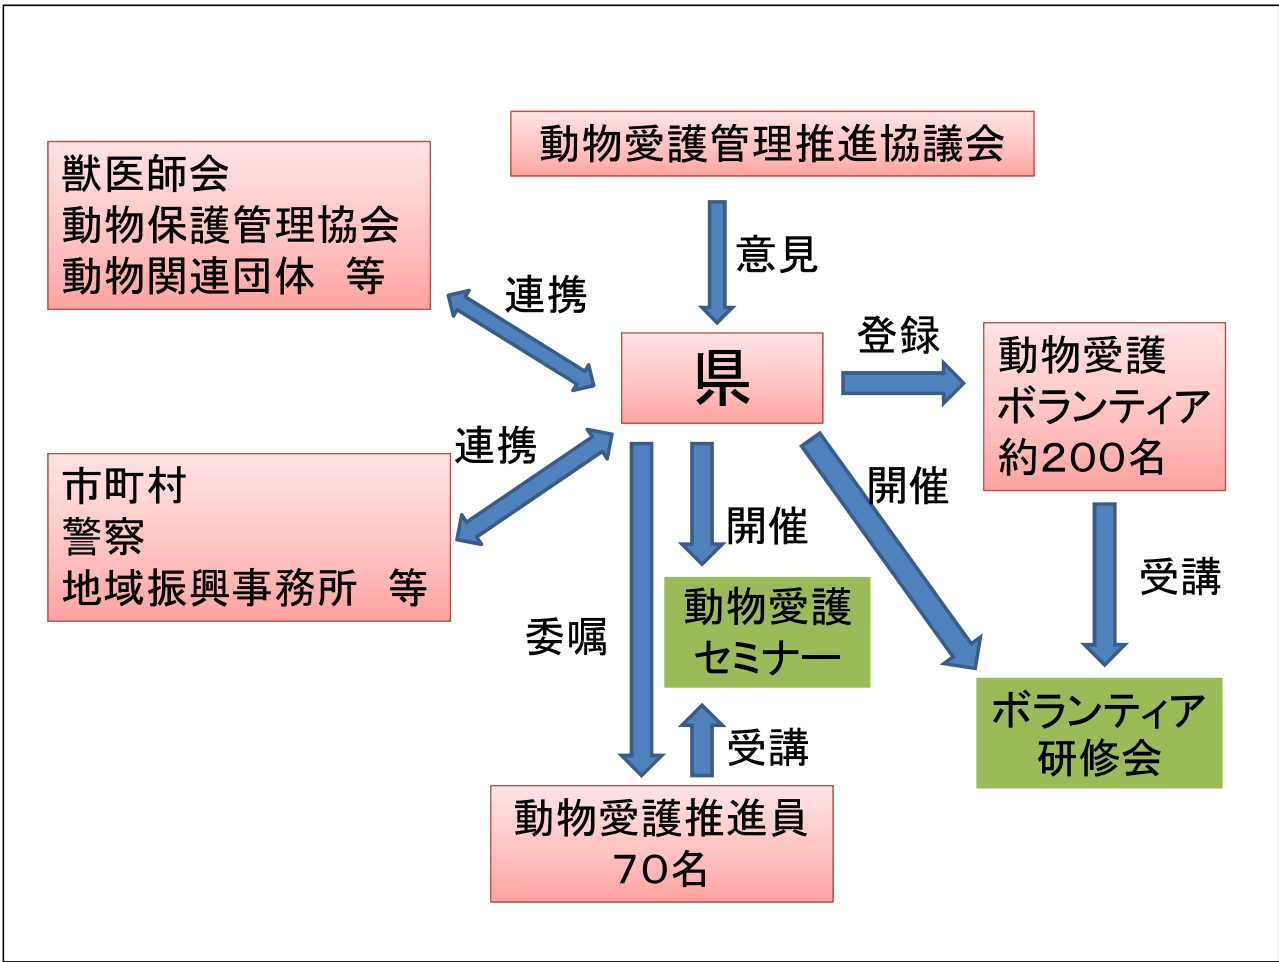 動物愛護管理推進協議会
獣医師会
動物保護管理協会
動物関連団体　等
意見
連携
登録
県
動物愛護
ボランティア
約２００名
連携
市町村
警察
地域振興事務所　等
開催
開催
受講
委嘱
動物愛護
セミナー
ボランティア
研修会
受講
動物愛護推進員
７０名